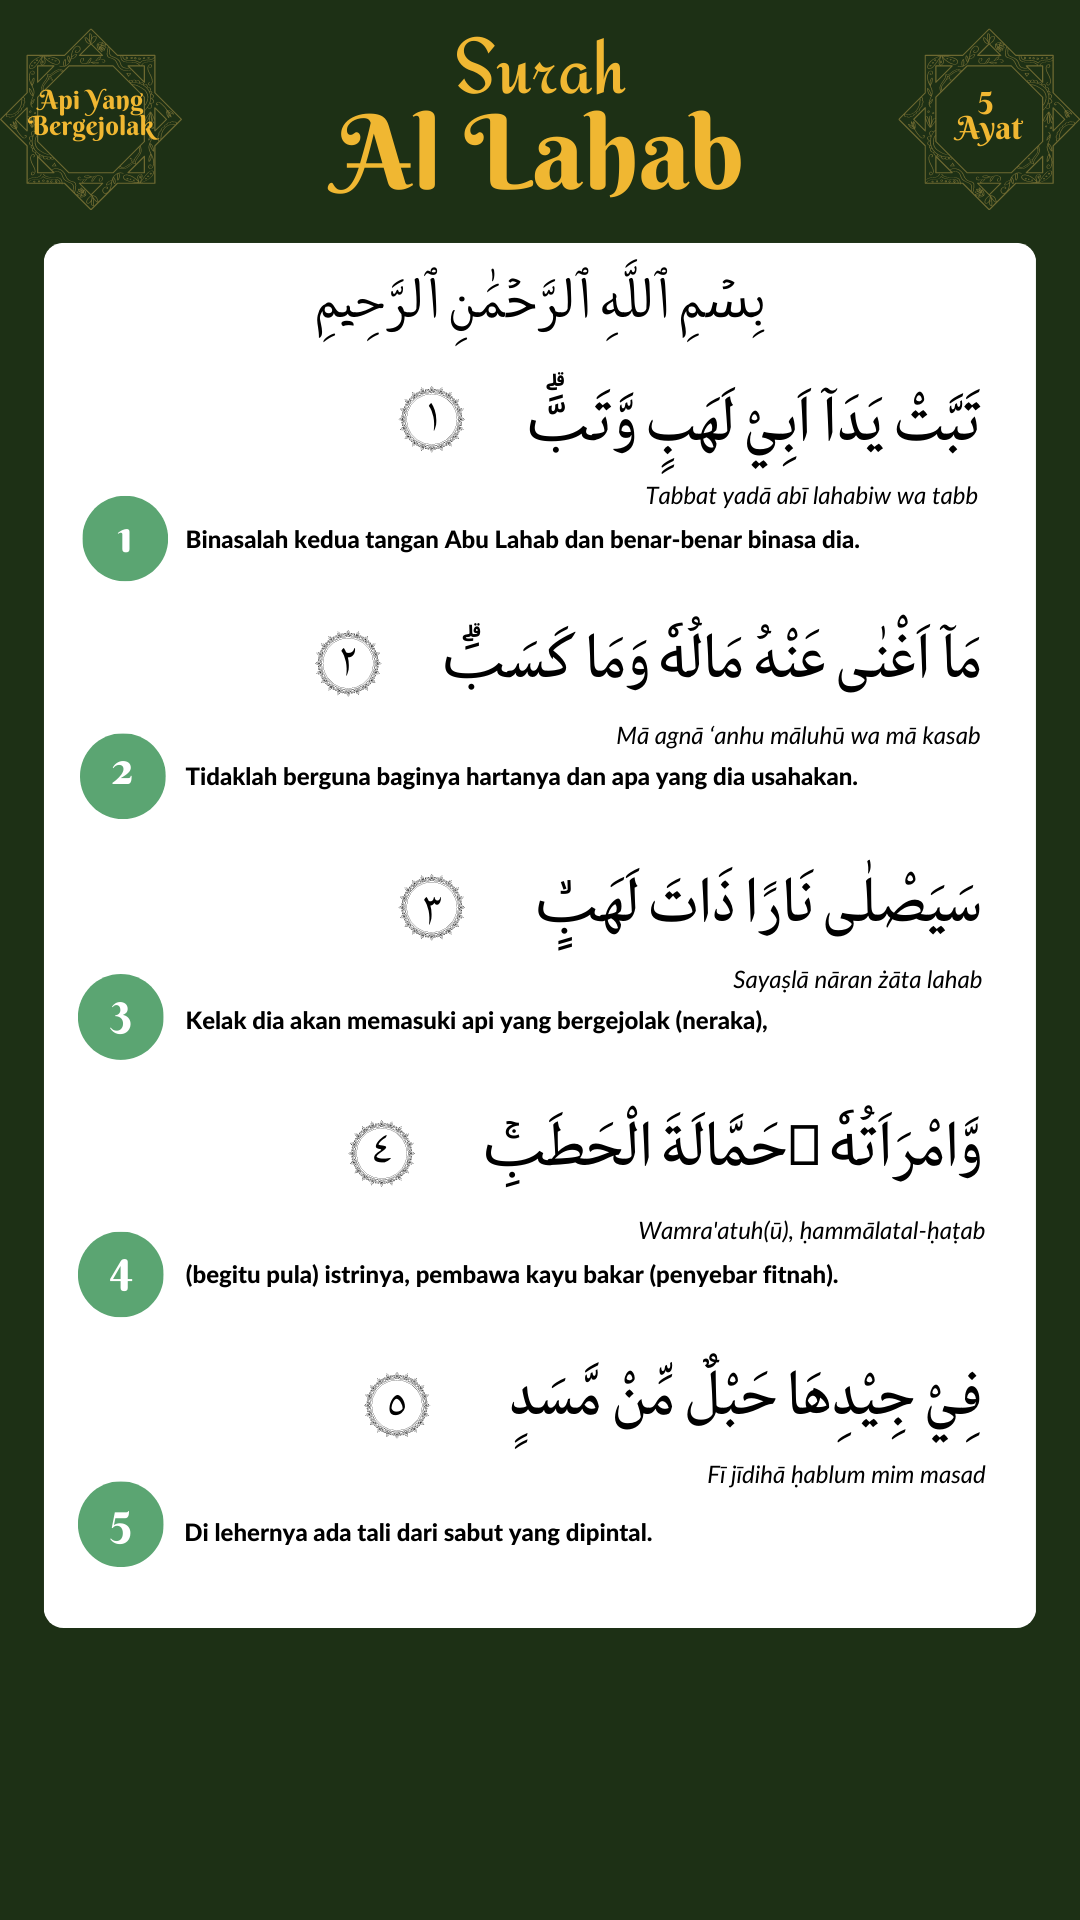 Api Yang
Bergejolak
Surah
Al Lahab
5
Ayat
بِسْمِ ٱللَّهِ ٱلرَّحْمَٰنِ ٱلرَّحِيمِ
تَبَّتْ يَدَآ اَبِيْ لَهَبٍ وَّتَبَّۗ ١
Tabbat yadā abī lahabiw wa tabb
1
Binasalah kedua tangan Abu Lahab dan benar-benar binasa dia.
مَآ اَغْنٰى عَنْهُ مَالُهٗ وَمَا كَسَبَۗ ٢
Mā agnā ‘anhu māluhū wa mā kasab
2
Tidaklah berguna baginya hartanya dan apa yang dia usahakan.
سَيَصْلٰى نَارًا ذَاتَ لَهَبٍۙ ٣
Sayaṣlā nāran żāta lahab
3
Kelak dia akan memasuki api yang bergejolak (neraka),
وَّامْرَاَتُهٗ حَمَّالَةَ الْحَطَبِۚ ٤
Wamra'atuh(ū), ḥammālatal-ḥaṭab
4
(begitu pula) istrinya, pembawa kayu bakar (penyebar fitnah).
فِيْ جِيْدِهَا حَبْلٌ مِّنْ مَّسَدٍ ٥
Fī jīdihā ḥablum mim masad
5
Di lehernya ada tali dari sabut yang dipintal.